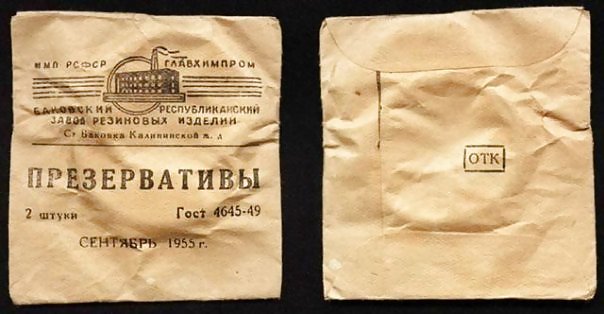 ММП РСФСР ГЛАВХИМПРОМ
БАКОВСКИЙ РЕСПУБЛИКАНСКИЙ
ЗАВОД РЕЗИНОВЫХ ИЗДЕЛИЙ
Ст Баковка Калининской ж. д
ПРЕЗЕРВАТИВЫ
2 штуки Гост 4645-49
СЕНТЯБРЬ 1955 г.
ОТК